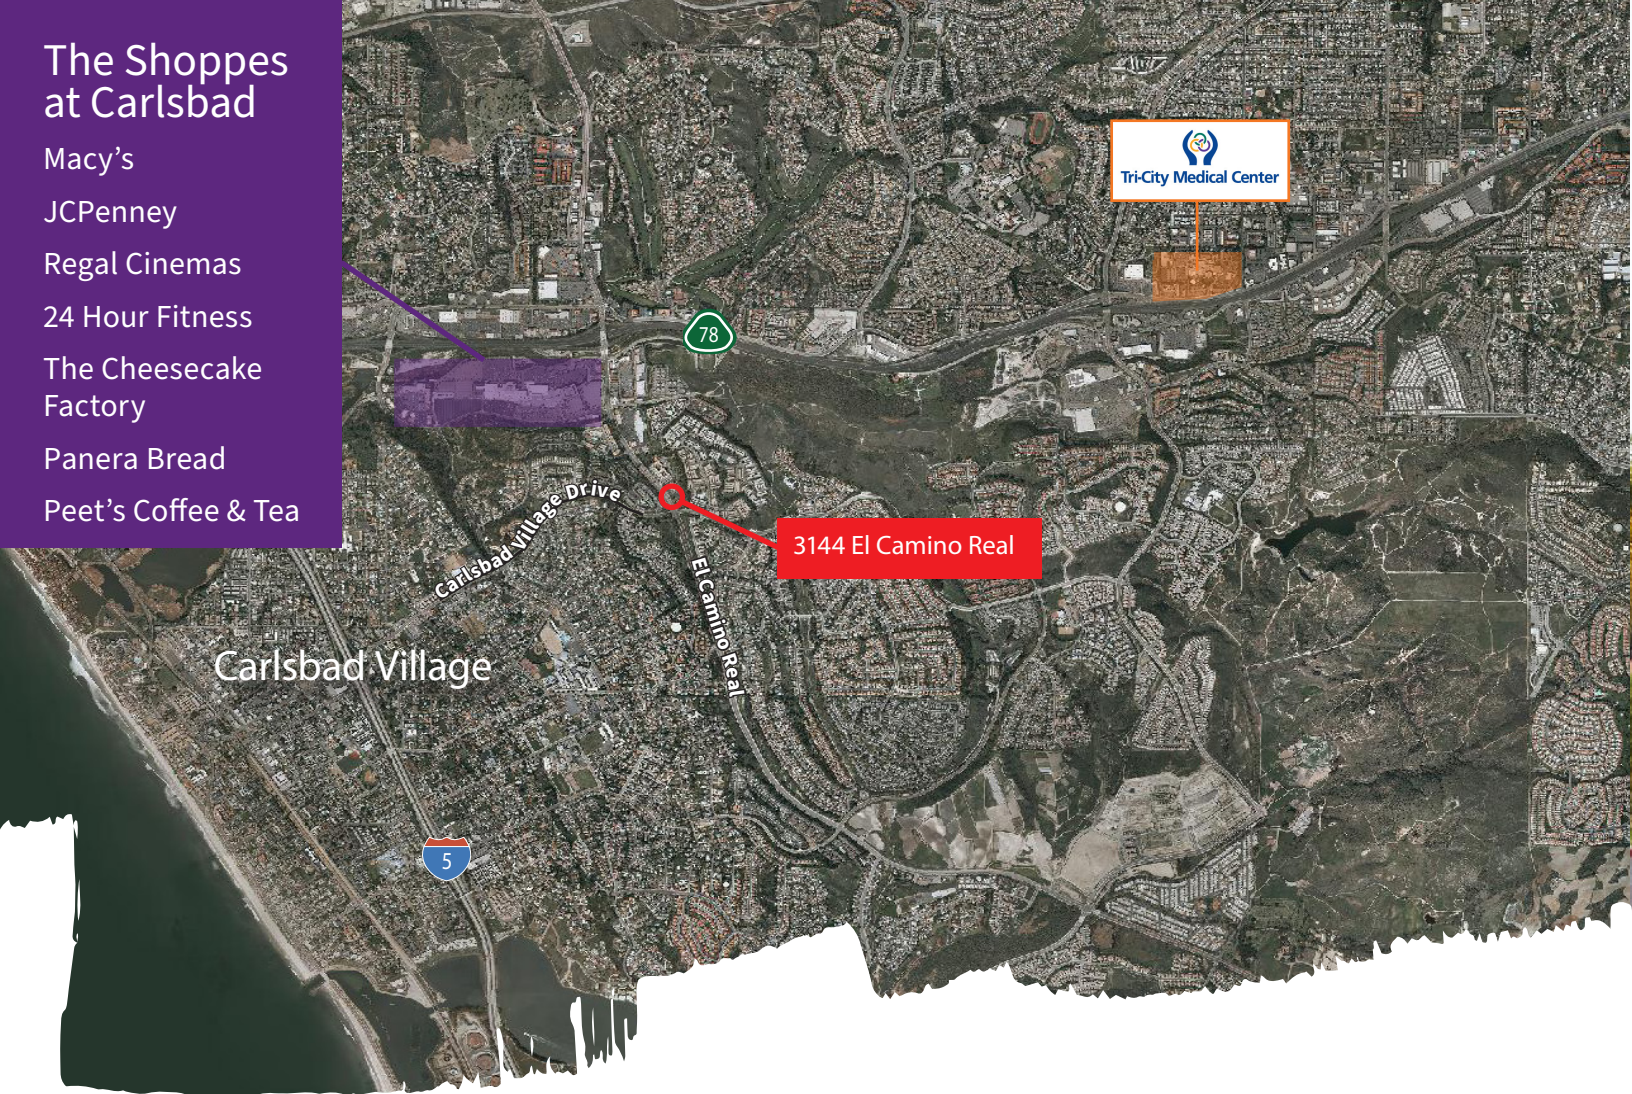 The Shoppes
at Carlsbad
Macy’s
JCPenney
Regal Cinemas
24 Hour Fitness
The Cheesecake
Factory
Panera Bread
Peet’s Coffee & Tea
Tri-City Medical Center
78
Carlsbad Village Drive
3144 El Camino Real
El Camino Real
Carlsbad Village
5